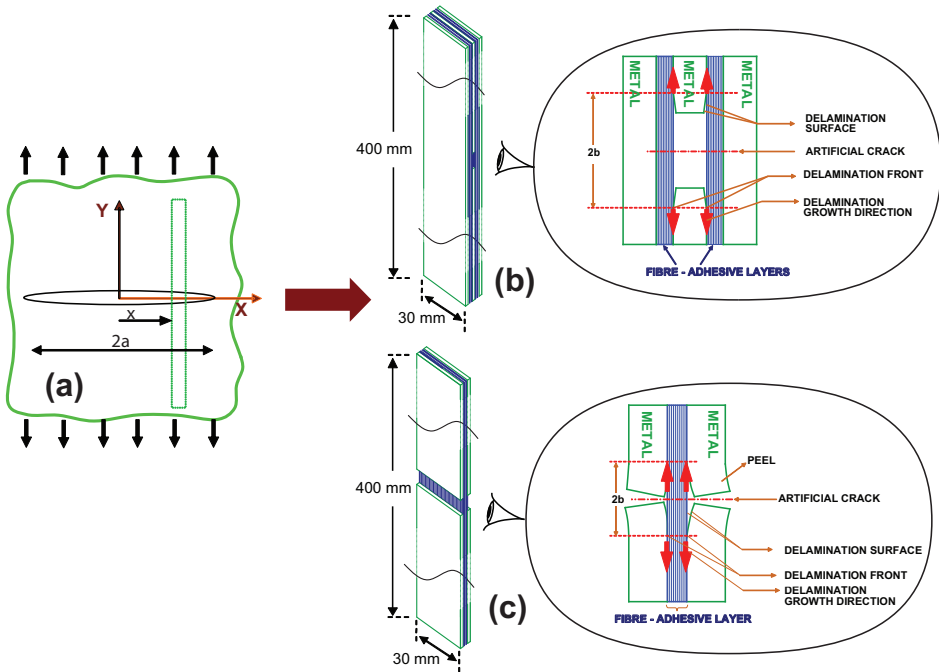 Y
X
x
2a
(a)
400 mm
30 mm
(b)
METAL
METAL
METAL
2b
DELAMINATION
SURFACE
ARTIFICIAL CRACK
DELAMINATION FRONT
DELAMINATION
GROWTH DIRECTION
FIBRE - ADHESIVE LAYERS
400 mm
30 mm
(c)
METAL
METAL
2b
PEEL
ARTIFICIAL CRACK
DELAMINATION SURFACE
DELAMINATION FRONT
DELAMINATION
GROWTH DIRECTION
FIBRE - ADHESIVE LAYER